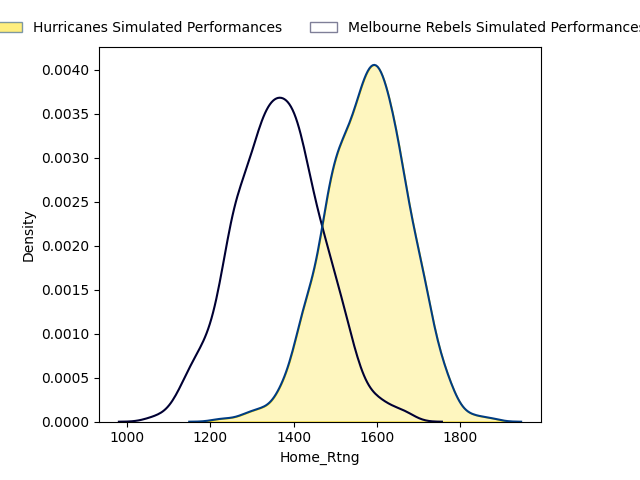 Hurricanes Simulated Performances Melbourne Rebels Simulated Performances
0.0040
0.0035
0.0030
0.0025
0.0020
0.0015
0.0010
0.0005
0.0000
Density
1000 1200 1400 1600 1800
Home_Rtng